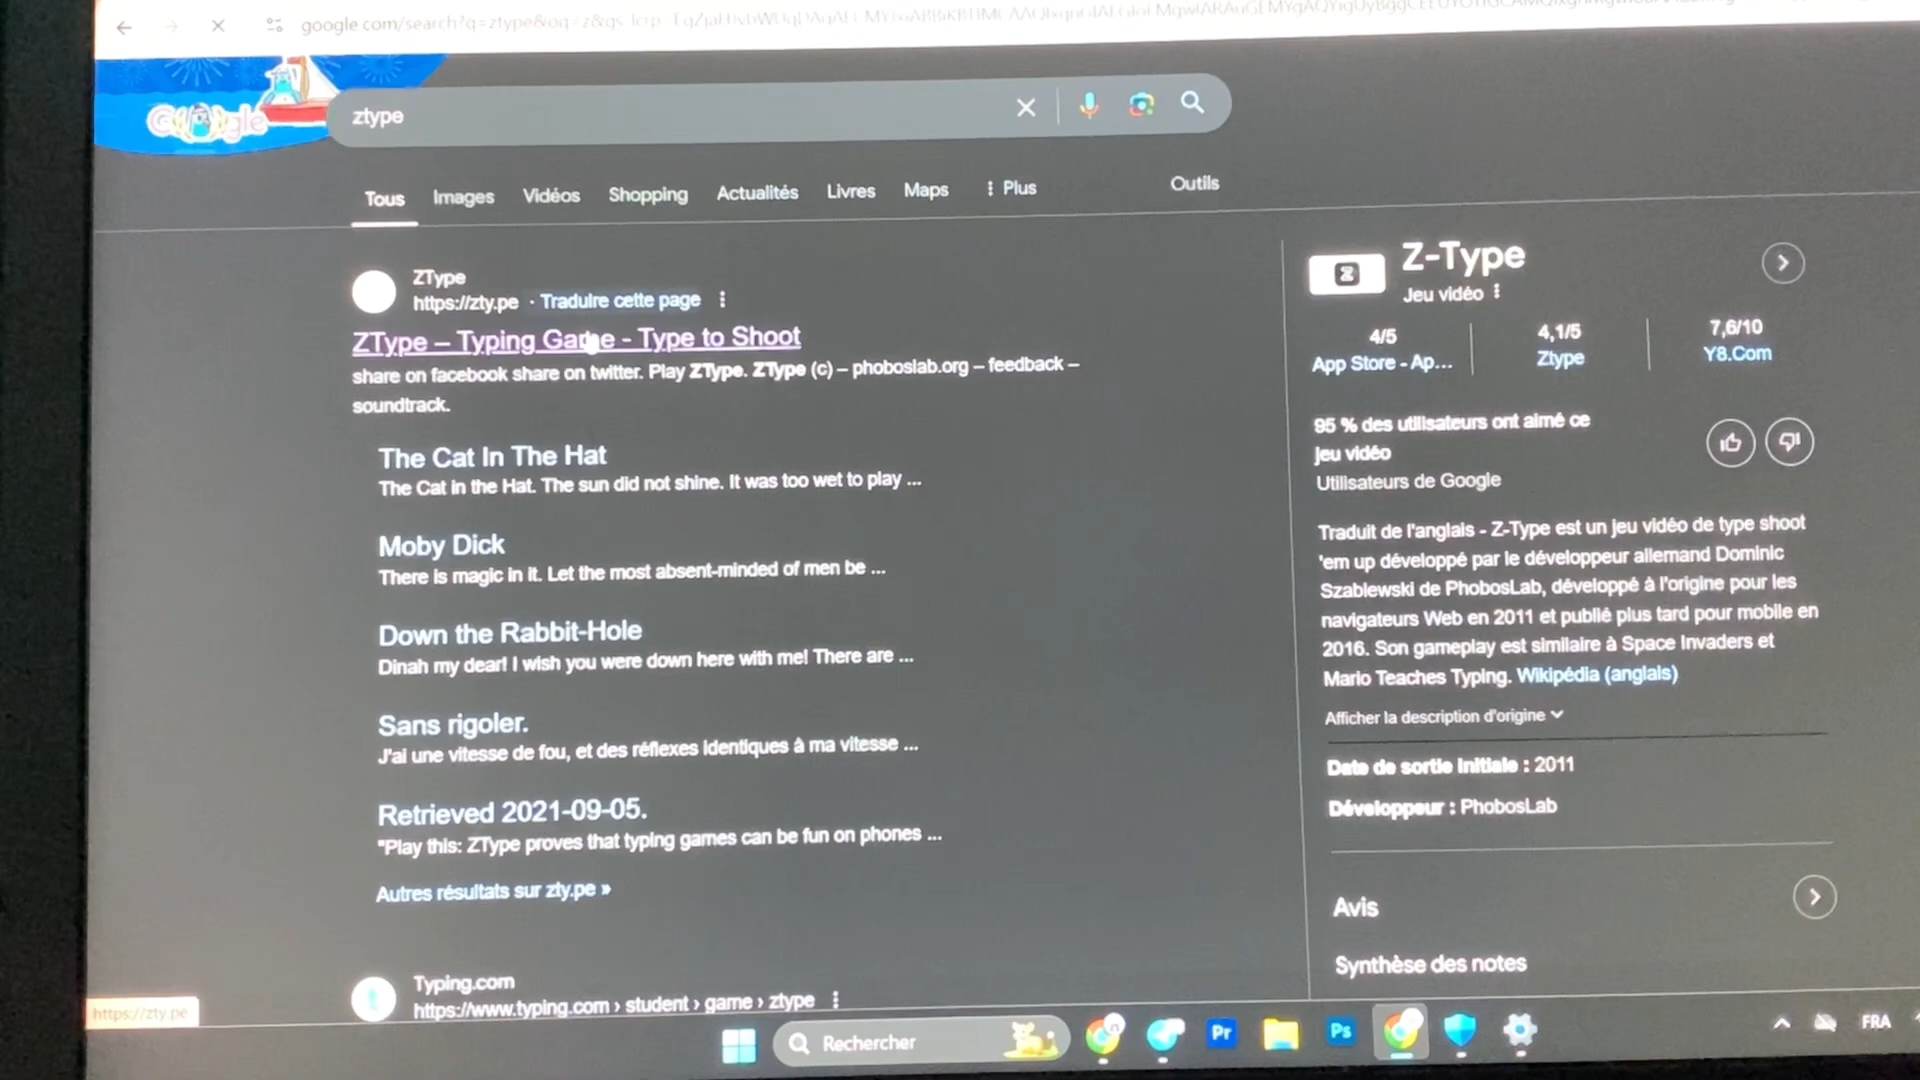 Google
ztype
Tous Images Vidéos Shopping Actualités Livres Maps Plus Outils
ZType
https://zty.pe · Traduire cette page
ZType – Typing Game - Type to Shoot
share on facebook share on twitter. Play ZType. ZType (c) – phoboslab.org – feedback –
soundtrack.
The Cat In The Hat
The Cat in the Hat. The sun did not shine. It was too wet to play ...
Moby Dick
There is magic in it. Let the most absent-minded of men be ...
Down the Rabbit-Hole
Dinah my dear! I wish you were down here with me! There are ...
Sans rigoler.
J'ai une vitesse de fou, et des réflexes identiques à ma vitesse ...
Retrieved 2021-09-05.
"Play this: ZType proves that typing games can be fun on phones ...
Autres résultats sur zty.pe »
Typing.com
https://www.typing.com › student › game › ztype
Z-Type
Jeu vidéo
4/5
App Store - Ap...
4,1/5
Ztype
7,6/10
Y8.Com
95 % des utilisateurs ont aimé ce
jeu vidéo
Utilisateurs de Google
Traduit de l'anglais - Z-Type est un jeu vidéo de type shoot
'em up développé par le développeur allemand Dominic
Szablewski de PhobosLab, développé à l'origine pour les
navigateurs Web en 2011 et publié plus tard pour mobile en
2016. Son gameplay est similaire à Space Invaders et
Mario Teaches Typing. Wikipédia (anglais)
Afficher la description d'origine
Date de sortie initiale : 2011
Développeur : PhobosLab
Avis
Synthèse des notes
https://zty.pe
Rechercher
Pr
Ps
FRA